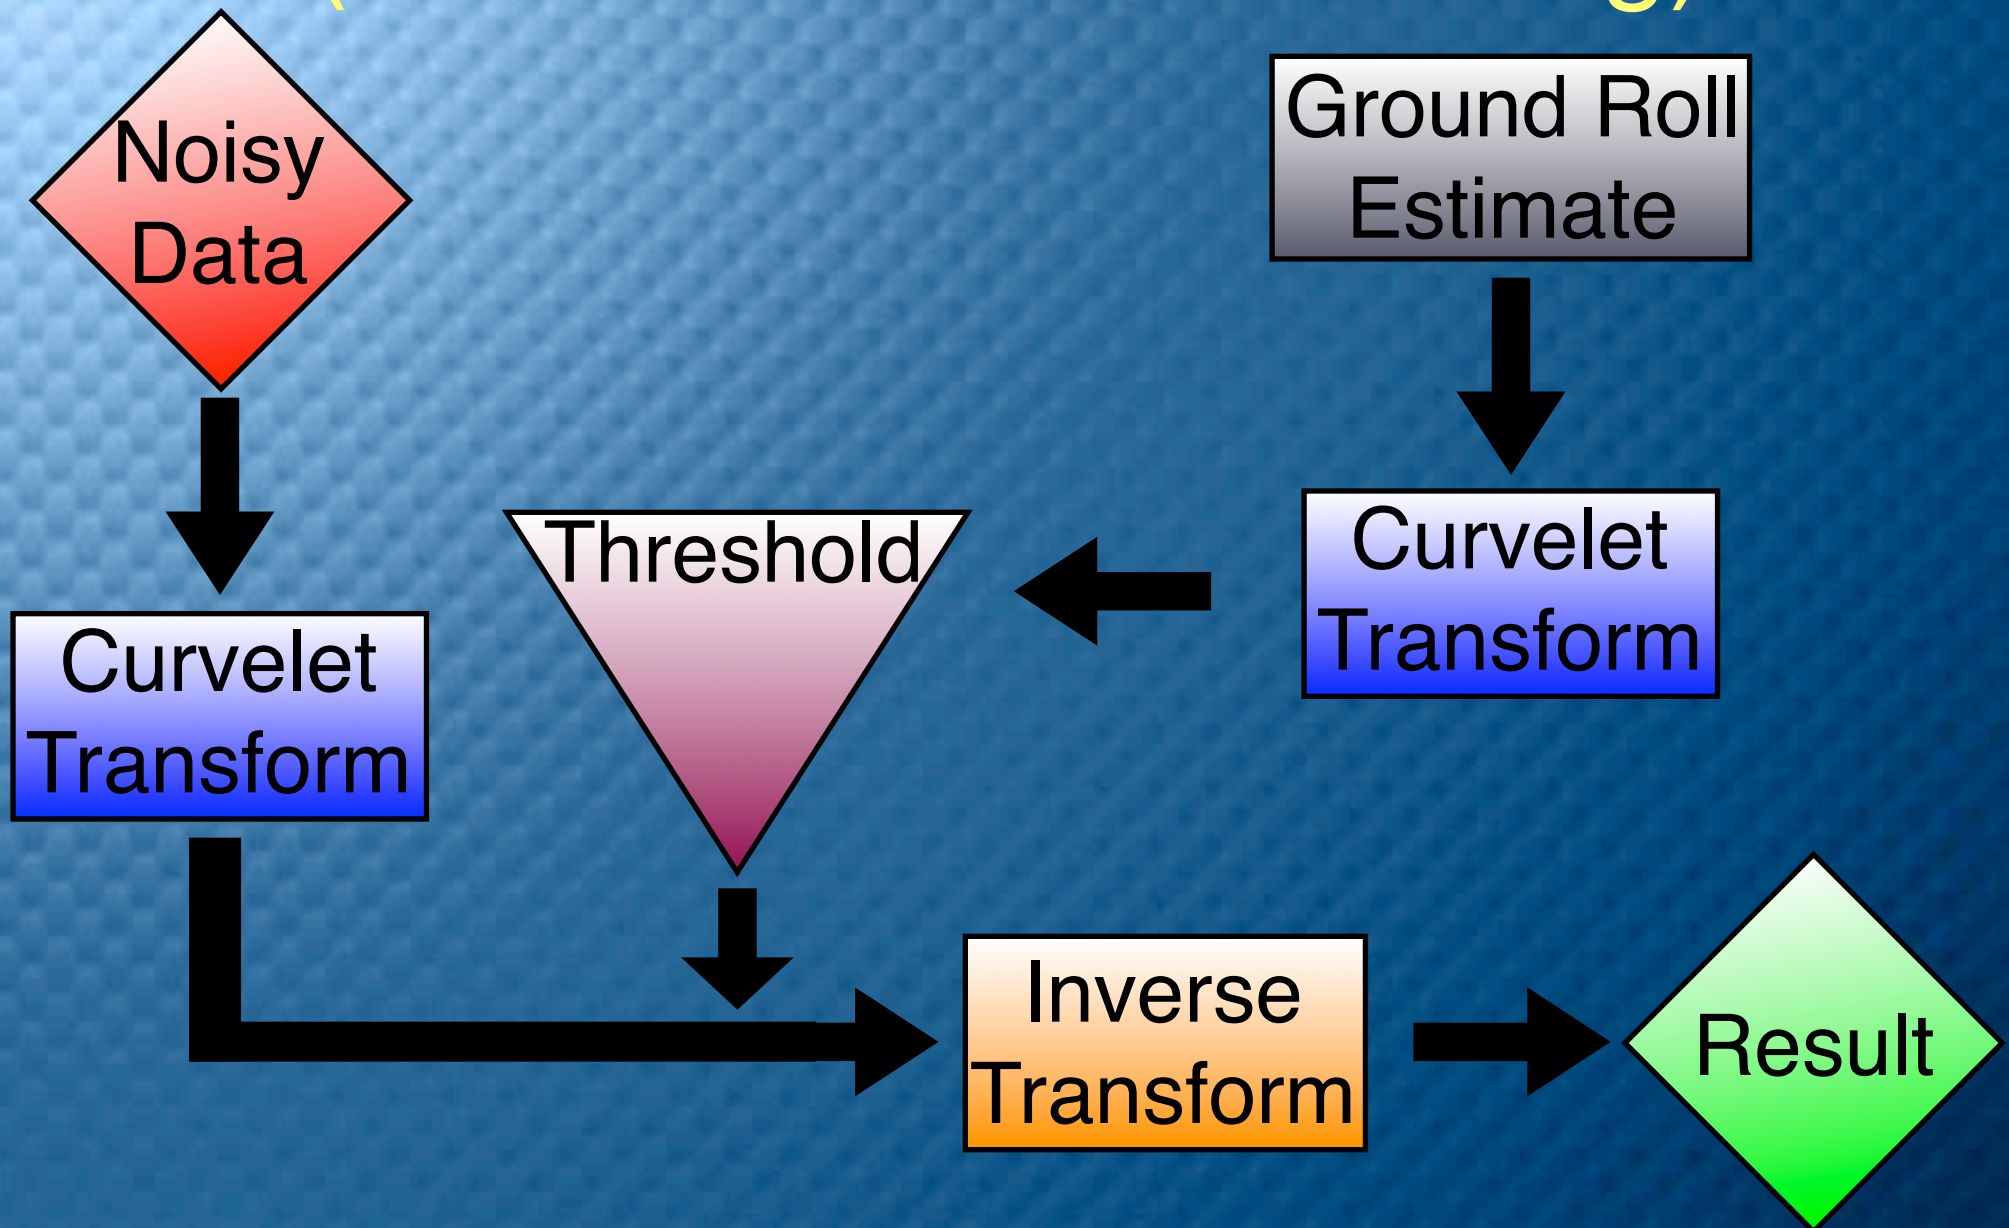 Noisy
Data
Ground Roll
Estimate
Curvelet
Transform
Threshold
Curvelet
Transform
Inverse
Transform
Result